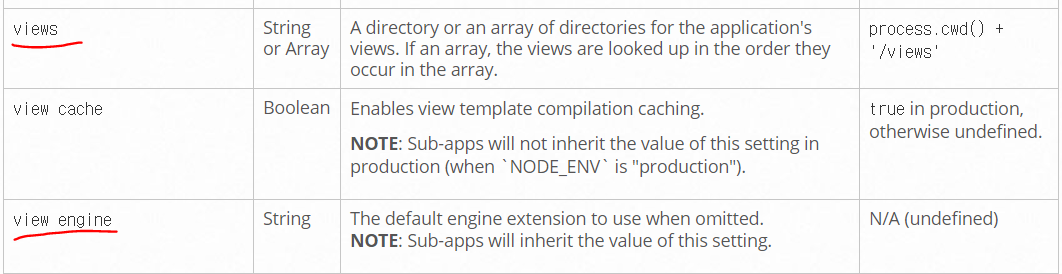 views
String
or Array
A directory or an array of directories for the application's
views. If an array, the views are looked up in the order they
occur in the array.
process.cwd() +
'/views'
view cache
Boolean
Enables view template compilation caching.
NOTE: Sub-apps will not inherit the value of this setting in
production (when `NODE_ENV` is "production").
true in production,
otherwise undefined.
view engine
String
The default engine extension to use when omitted.
NOTE: Sub-apps will inherit the value of this setting.
N/A (undefined)